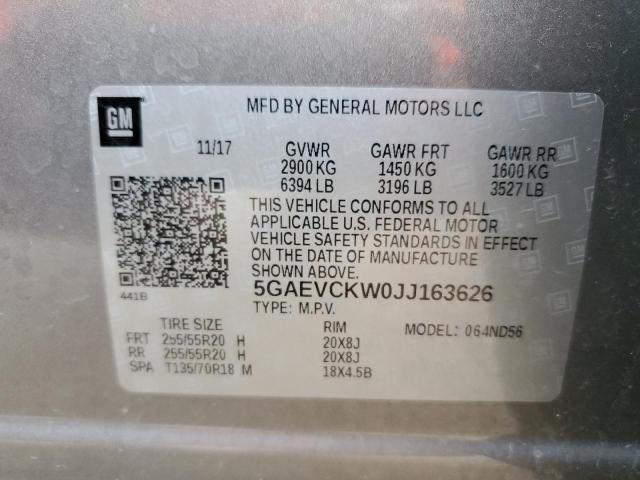 GM
MFD BY GENERAL MOTORS LLC
11/17 GVWR GAWR FRT GAWR RR
2900 KG 1450 KG 1600 KG
6394 LB 3196 LB 3527 LB
THIS VEHICLE CONFORMS TO ALL
APPLICABLE U.S. FEDERAL MOTOR
VEHICLE SAFETY STANDARDS IN EFFECT
ON THE DATE OF MANUFACTURE
SHOWN ABOVE.
441B
5GAEVCKW0JJ163626
TYPE: M.P.V.
TIRE SIZE RIM MODEL: 064ND56
FRT 255/55R20 H 20X8J
RR 255/55R20 H 20X8J
SPA T135/70R18 M 18X4.5B